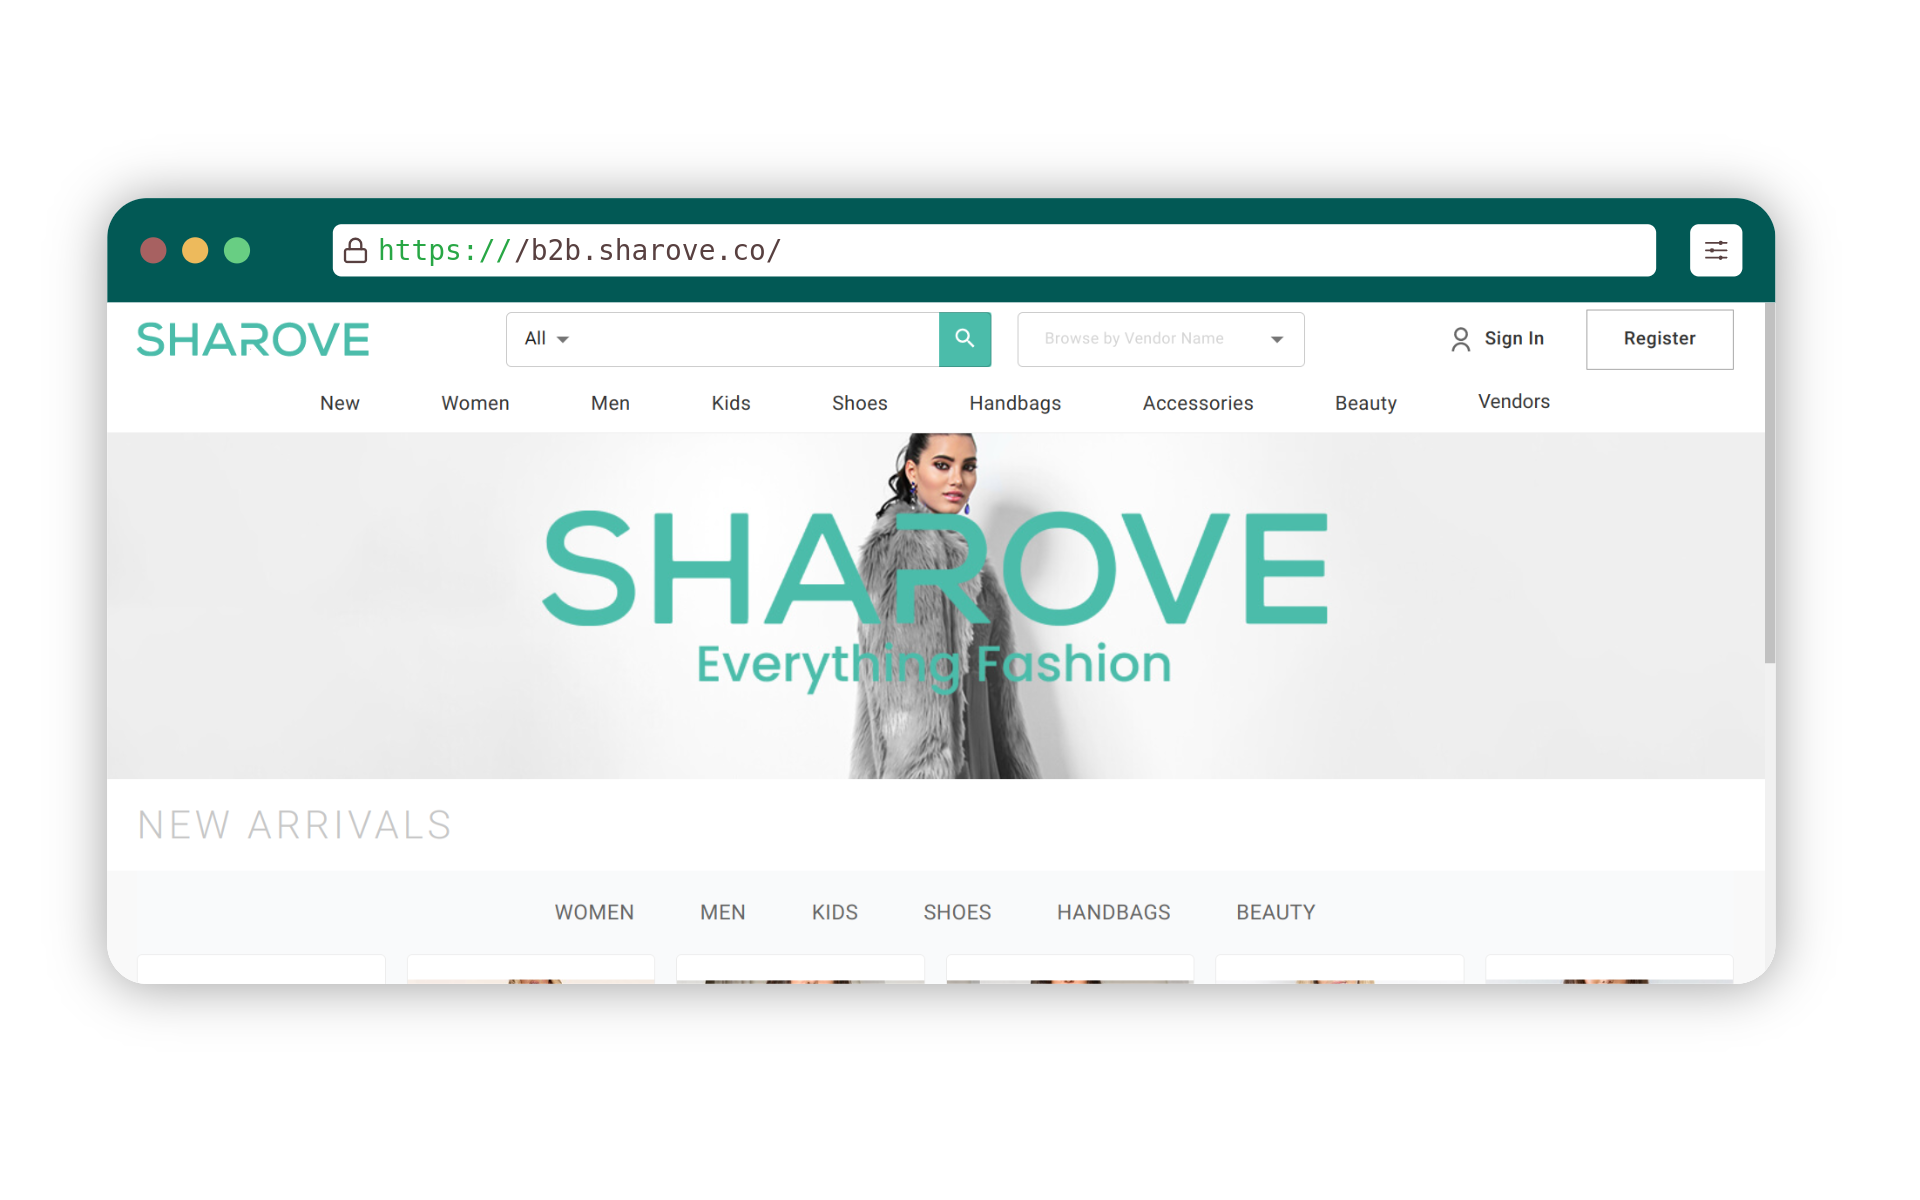 https:///b2b.sharove.co/
SHAROVE
All
Browse by Vendor Name
Sign In
Register
New Women Men Kids Shoes Handbags Accessories Beauty Vendors
SHAROVE
Everything Fashion
NEW ARRIVALS
WOMEN MEN KIDS SHOES HANDBAGS BEAUTY